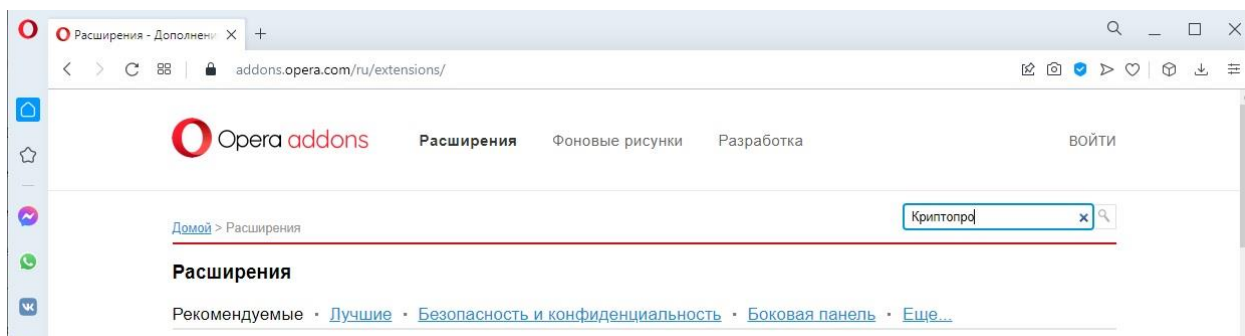 Расширения - Дополнени
addons.opera.com/ru/extensions/
Opera addons Расширения Фоновые рисунки Разработка ВОЙТИ
Криптопро
Домой > Расширения
Расширения
Рекомендуемые · Лучшие · Безопасность и конфиденциальность · Боковая панель · Еще...